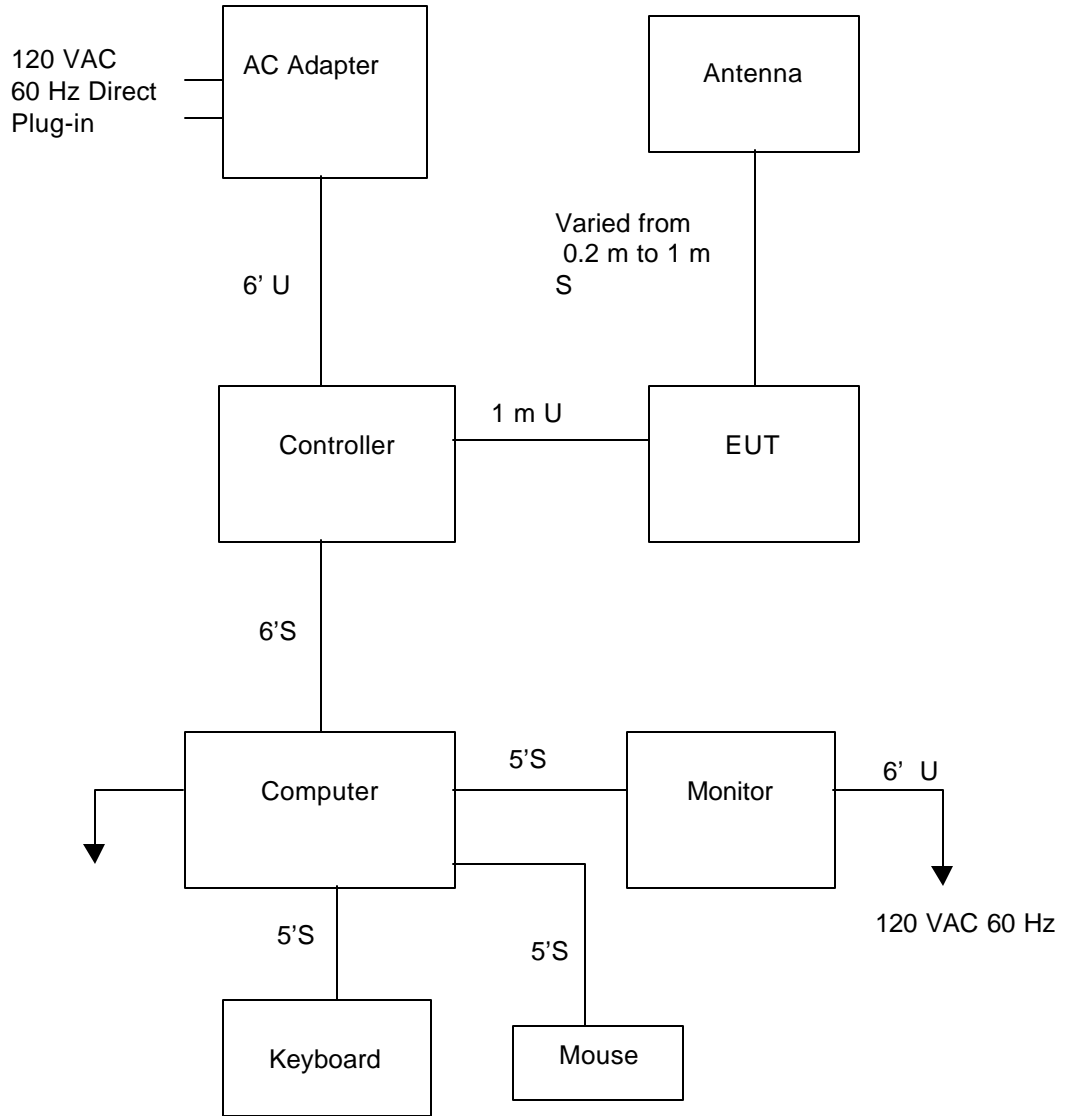 120 VAC
60 Hz Direct
Plug-in
AC Adapter
Antenna
Varied from
0.2 m to 1 m
S
6’ U
Controller
1 m U
EUT
6’S
Computer
5’S
Monitor
6’ U
120 VAC 60 Hz
5’S
5’S
Keyboard
Mouse